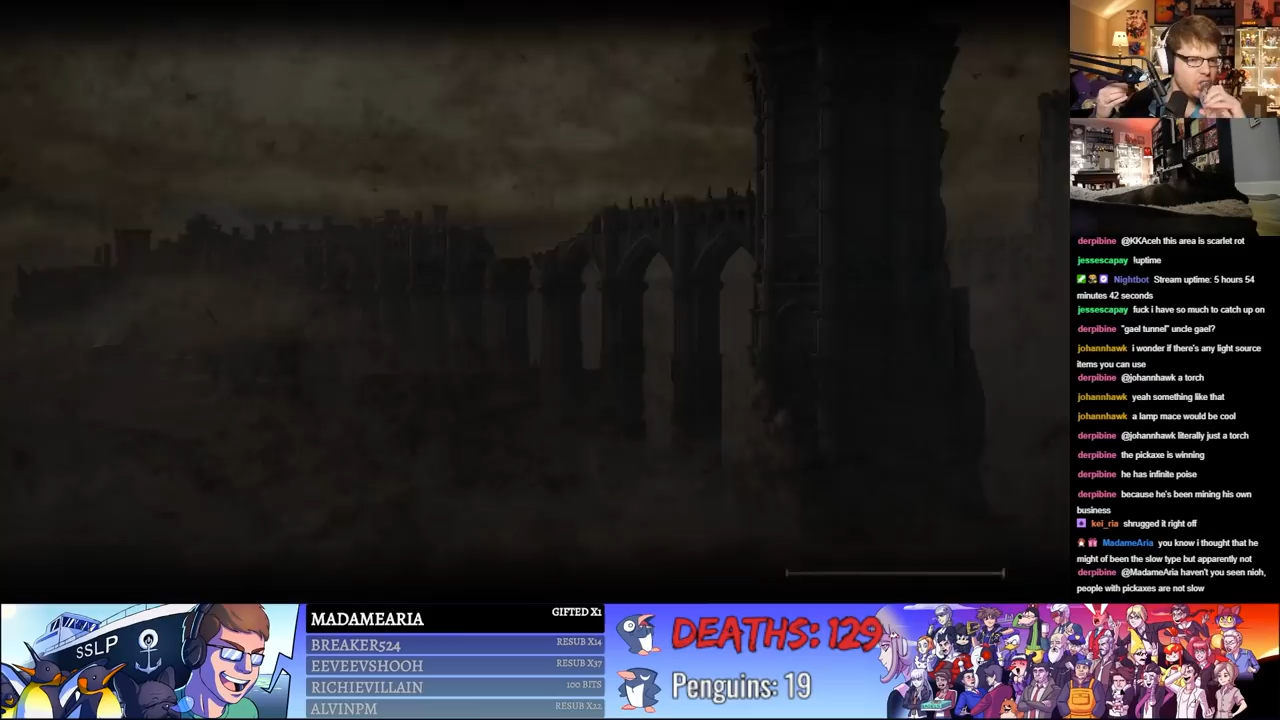 derpibine @KKAceh this area is scarlet rot
jessescapay !uptime
Nightbot Stream uptime: 5 hours 54
minutes 42 seconds
jessescapay fuck i have so much to catch up on
derpibine "gael tunnel" uncle gael?
johannhawk i wonder if there's any light source
items you can use
derpibine @johannhawk a torch
johannhawk yeah something like that
johannhawk a lamp mace would be cool
derpibine @johannhawk literally just a torch
derpibine the pickaxe is winning
derpibine he has infinite poise
derpibine because he's been mining his own
business
kei_ria shrugged it right off
MadameAria you know i thought that he
might of been the slow type but apparently not
derpibine @MadameAria haven't you seen nioh,
people with pickaxes are not slow
SSLP
MADAMEARIA GIFTED X1
BREAKER524 RESUB X14
EEVEEVSHOOH RESUB X37
RICHIEVILLAIN 100 BITS
ALVINPM RESUB X22
DEATHS: 129
Penguins: 19